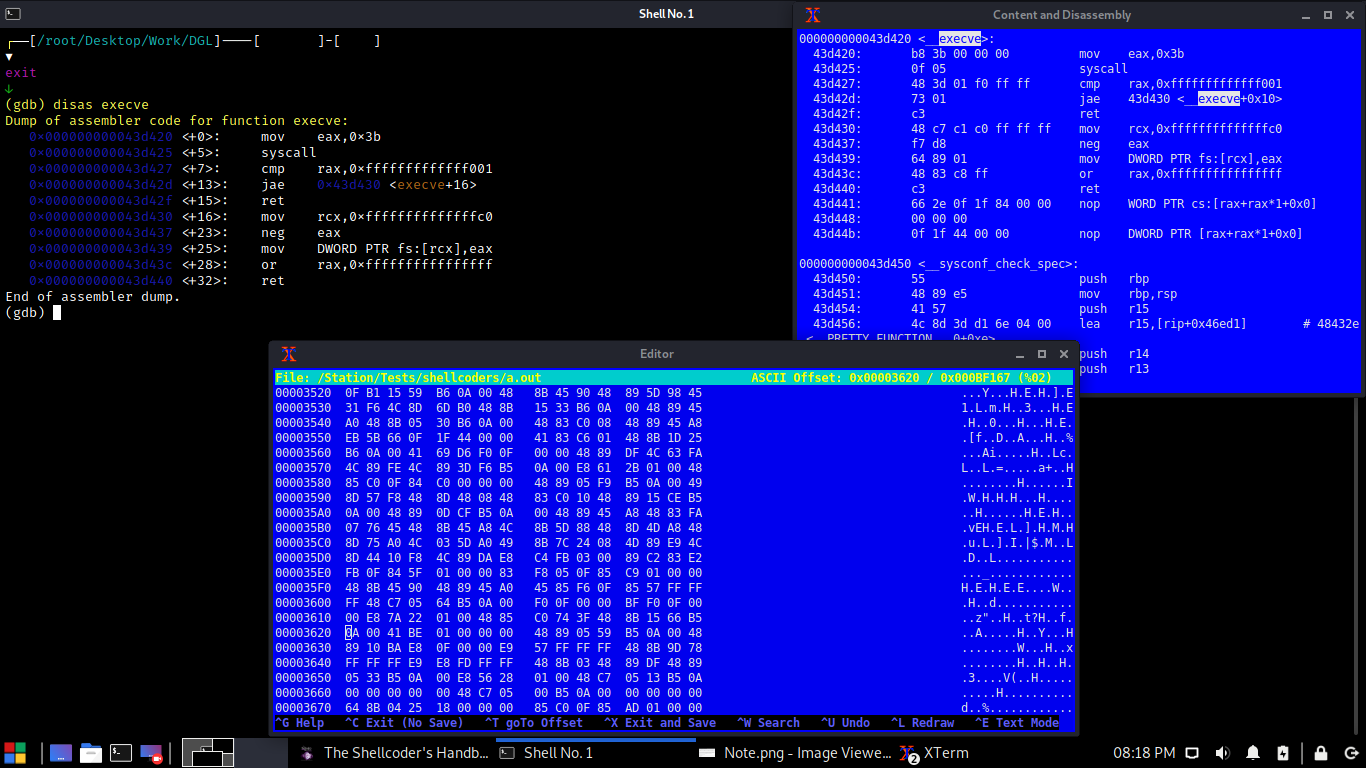 Shell No. 1
┌──[/root/Desktop/Work/DGL]────[       ]-[    ]
▼
exit
↓
(gdb) disas execve
Dump of assembler code for function execve:
0×000000000043d420 <+0>: mov eax,0×3b
0×000000000043d425 <+5>: syscall
0×000000000043d427 <+7>: cmp rax,0×fffffffffffff001
0×000000000043d42d <+13>: jae 0×43d430 <execve+16>
0×000000000043d42f <+15>: ret
0×000000000043d430 <+16>: mov rcx,0×ffffffffffffffc0
0×000000000043d437 <+23>: neg eax
0×000000000043d439 <+25>: mov DWORD PTR fs:[rcx],eax
0×000000000043d43c <+28>: or rax,0×ffffffffffffffff
0×000000000043d440 <+32>: ret
End of assembler dump.
(gdb)
Content and Disassembly
000000000043d420 <__execve>:
43d420: b8 3b 00 00 00 mov eax,0x3b
43d425: 0f 05 syscall
43d427: 48 3d 01 f0 ff ff cmp rax,0xfffffffffffff001
43d42d: 73 01 jae 43d430 <__execve+0x10>
43d42f: c3 ret
43d430: 48 c7 c1 c0 ff ff ff mov rcx,0xffffffffffffffc0
43d437: f7 d8 neg eax
43d439: 64 89 01 mov DWORD PTR fs:[rcx],eax
43d43c: 48 83 c8 ff or rax,0xffffffffffffffff
43d440: c3 ret
43d441: 66 2e 0f 1f 84 00 00 nop WORD PTR cs:[rax+rax*1+0x0]
43d448: 00 00 00
43d44b: 0f 1f 44 00 00 nop DWORD PTR [rax+rax*1+0x0]
000000000043d450 <__sysconf_check_spec>:
43d450: 55 push rbp
43d451: 48 89 e5 mov rbp,rsp
43d454: 41 57 push r15
43d456: 4c 8d 3d d1 6e 04 00 lea r15,[rip+0x46ed1] # 48432e
<__PRETTY_FUNCTION__.0+0xe>
push r14
push r13
Editor
File: /Station/Tests/shellcoders/a.out ASCII Offset: 0x00003620 / 0x000BF167 (%02)
00003520 0F B1 15 59 B6 0A 00 48 8B 45 90 48 89 5D 98 45 ...Y...H.E.H.].E
00003530 31 F6 4C 8D 6D B0 48 8B 15 33 B6 0A 00 48 89 45 1.L.m.H..3...H.E
00003540 A0 48 8B 05 30 B6 0A 00 48 83 C0 08 48 89 45 A8 .H..0...H...H.E.
00003550 EB 5B 66 0F 1F 44 00 00 41 83 C6 01 48 8B 1D 25 .[f..D..A...H..%
00003560 B6 0A 00 41 69 D6 F0 0F 00 00 48 89 DF 4C 63 FA ...Ai.....H..Lc.
00003570 4C 89 FE 4C 89 3D F6 B5 0A 00 E8 61 2B 01 00 48 L..L.=.....a+..H
00003580 85 C0 0F 84 C0 00 00 00 48 89 05 F9 B5 0A 00 49 ........H......I
00003590 8D 57 F8 48 8D 48 08 48 83 C0 10 48 89 15 CE B5 .W.H.H.H...H....
000035A0 0A 00 48 89 0D CF B5 0A 00 48 89 45 A8 48 83 FA ..H......H.E.H..
000035B0 07 76 45 48 8B 45 A8 4C 8B 5D 88 48 8D 4D A8 48 .vEH.E.L.].H.M.H
000035C0 8D 75 A0 4C 03 5D A0 49 8B 7C 24 08 4D 89 E9 4C .u.L.].I.|$.M..L
000035D0 8D 44 10 F8 4C 89 DA E8 C4 FB 03 00 89 C2 83 E2 .D..L...........
000035E0 FB 0F 84 5F 01 00 00 83 F8 05 0F 85 C9 01 00 00 ..._............
000035F0 48 8B 45 90 48 89 45 A0 45 85 F6 0F 85 57 FF FF H.E.H.E.E....W..
00003600 FF 48 C7 05 64 B5 0A 00 F0 0F 00 00 BF F0 0F 00 .H..d...........
00003610 00 E8 7A 22 01 00 48 85 C0 74 3F 48 8B 15 66 B5 ..z"..H..t?H..f.
00003620 0A 00 41 BE 01 00 00 00 48 89 05 59 B5 0A 00 48 ..A.....H..Y...H
00003630 89 10 BA E8 0F 00 00 E9 57 FF FF FF 48 8B 9D 78 ........W...H..x
00003640 FF FF FF E9 E8 FD FF FF 48 8B 03 48 89 DF 48 89 ........H..H..H.
00003650 05 33 B5 0A 00 E8 56 28 01 00 48 C7 05 13 B5 0A .3....V(..H.....
00003660 00 00 00 00 00 48 C7 05 00 B5 0A 00 00 00 00 00 .....H..........
00003670 64 8B 04 25 18 00 00 00 85 C0 0F 85 AD 01 00 00 d..%............
^G Help ^C Exit (No Save) ^T goTo Offset ^X Exit and Save ^W Search ^U Undo ^L Redraw ^E Text Mode
The Shellcoder's Handb... Shell No. 1 Note.png - Image Viewe... 2 XTerm 08:18 PM